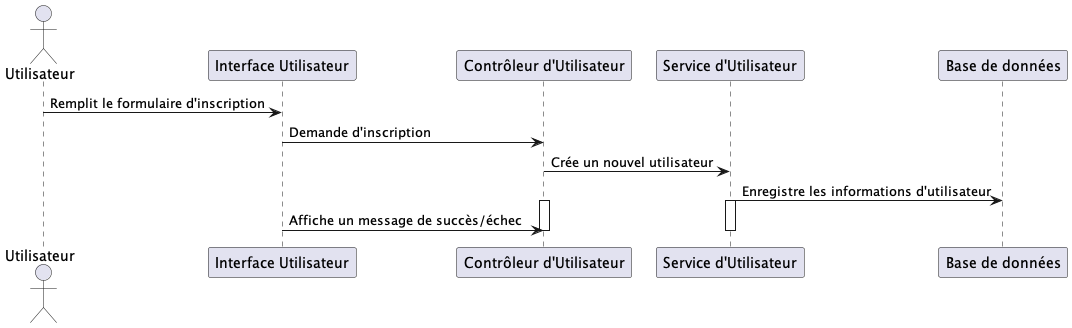 Utilisateur
Interface Utilisateur
Contrôleur d'Utilisateur
Service d'Utilisateur
Base de données
Remplit le formulaire d'inscription
Demande d'inscription
Crée un nouvel utilisateur
Enregistre les informations d'utilisateur
Affiche un message de succès/échec
Utilisateur
Interface Utilisateur
Contrôleur d'Utilisateur
Service d'Utilisateur
Base de données